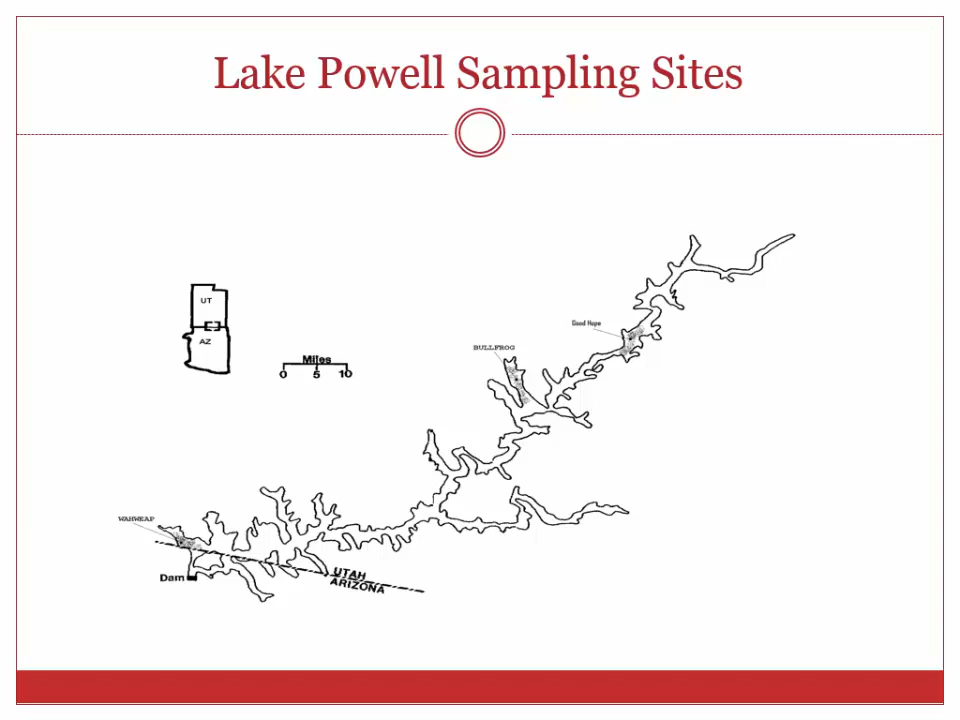 Lake Powell Sampling Sites
UT
AZ
Miles
0 5 10
Good Hope
BULLFROG
WAHWEAP
Dam
UTAH
ARIZONA